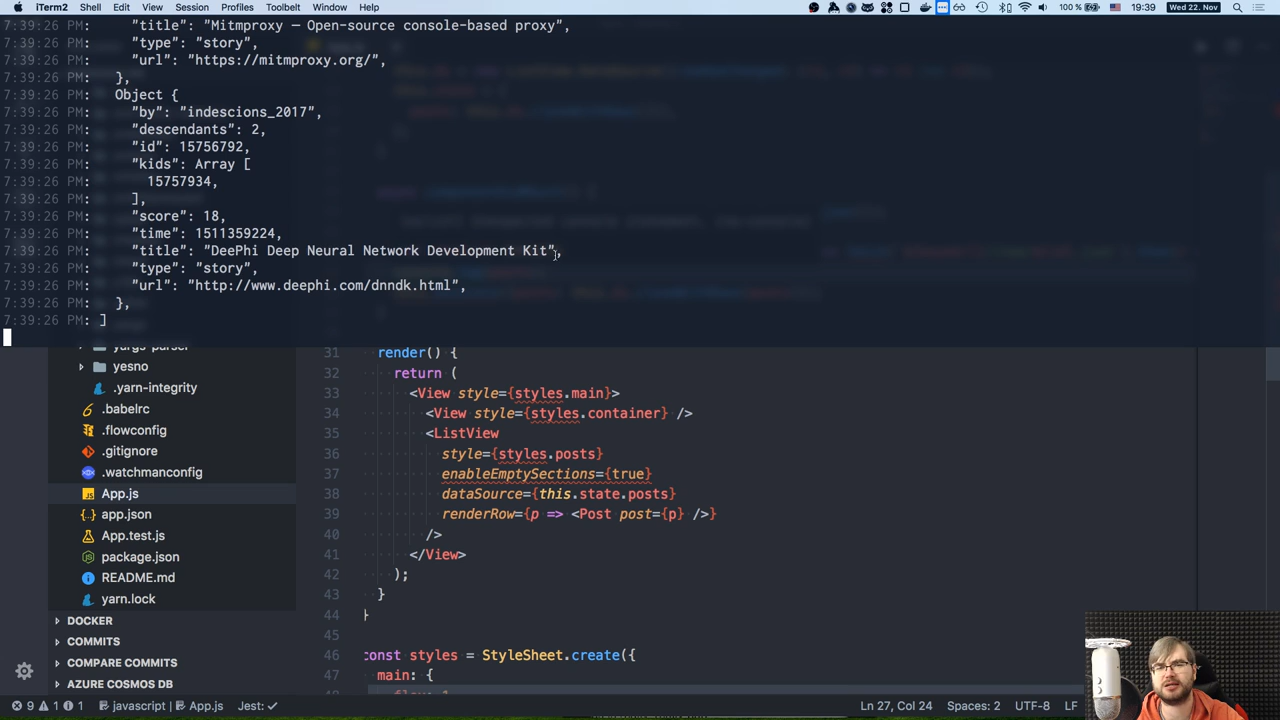 iTerm2 Shell Edit View Session Profiles Toolbelt Window Help 100 % 19:39 Wed 22. Nov
7:39:26 PM: "title": "Mitmproxy – Open-source console-based proxy",
7:39:26 PM: "type": "story",
7:39:26 PM: "url": "https://mitmproxy.org/",
7:39:26 PM: },
7:39:26 PM: Object {
7:39:26 PM: "by": "indescions_2017",
7:39:26 PM: "descendants": 2,
7:39:26 PM: "id": 15756792,
7:39:26 PM: "kids": Array [
7:39:26 PM: 15757934,
7:39:26 PM: ],
7:39:26 PM: "score": 18,
7:39:26 PM: "time": 1511359224,
7:39:26 PM: "title": "DeePhi Deep Neural Network Development Kit",
7:39:26 PM: "type": "story",
7:39:26 PM: "url": "http://www.deephi.com/dnndk.html",
7:39:26 PM: },
7:39:26 PM: ]
yargs-parser
yesno
.yarn-integrity
.babelrc
.flowconfig
.gitignore
.watchmanconfig
App.js
app.json
App.test.js
package.json
README.md
yarn.lock
DOCKER
COMMITS
COMPARE COMMITS
AZURE COSMOS DB
31 render() {
32 return (
33 <View style={styles.main}>
34 <View style={styles.container} />
35 <ListView
36 style={styles.posts}
37 enableEmptySections={true}
38 dataSource={this.state.posts}
39 renderRow={p => <Post post={p} />}
40 />
41 </View>
42 );
43 }
44 }
45
46 const styles = StyleSheet.create({
47 main: {
9 1 1 javascript App.js Jest: Ln 27, Col 24 Spaces: 2 UTF-8 LF